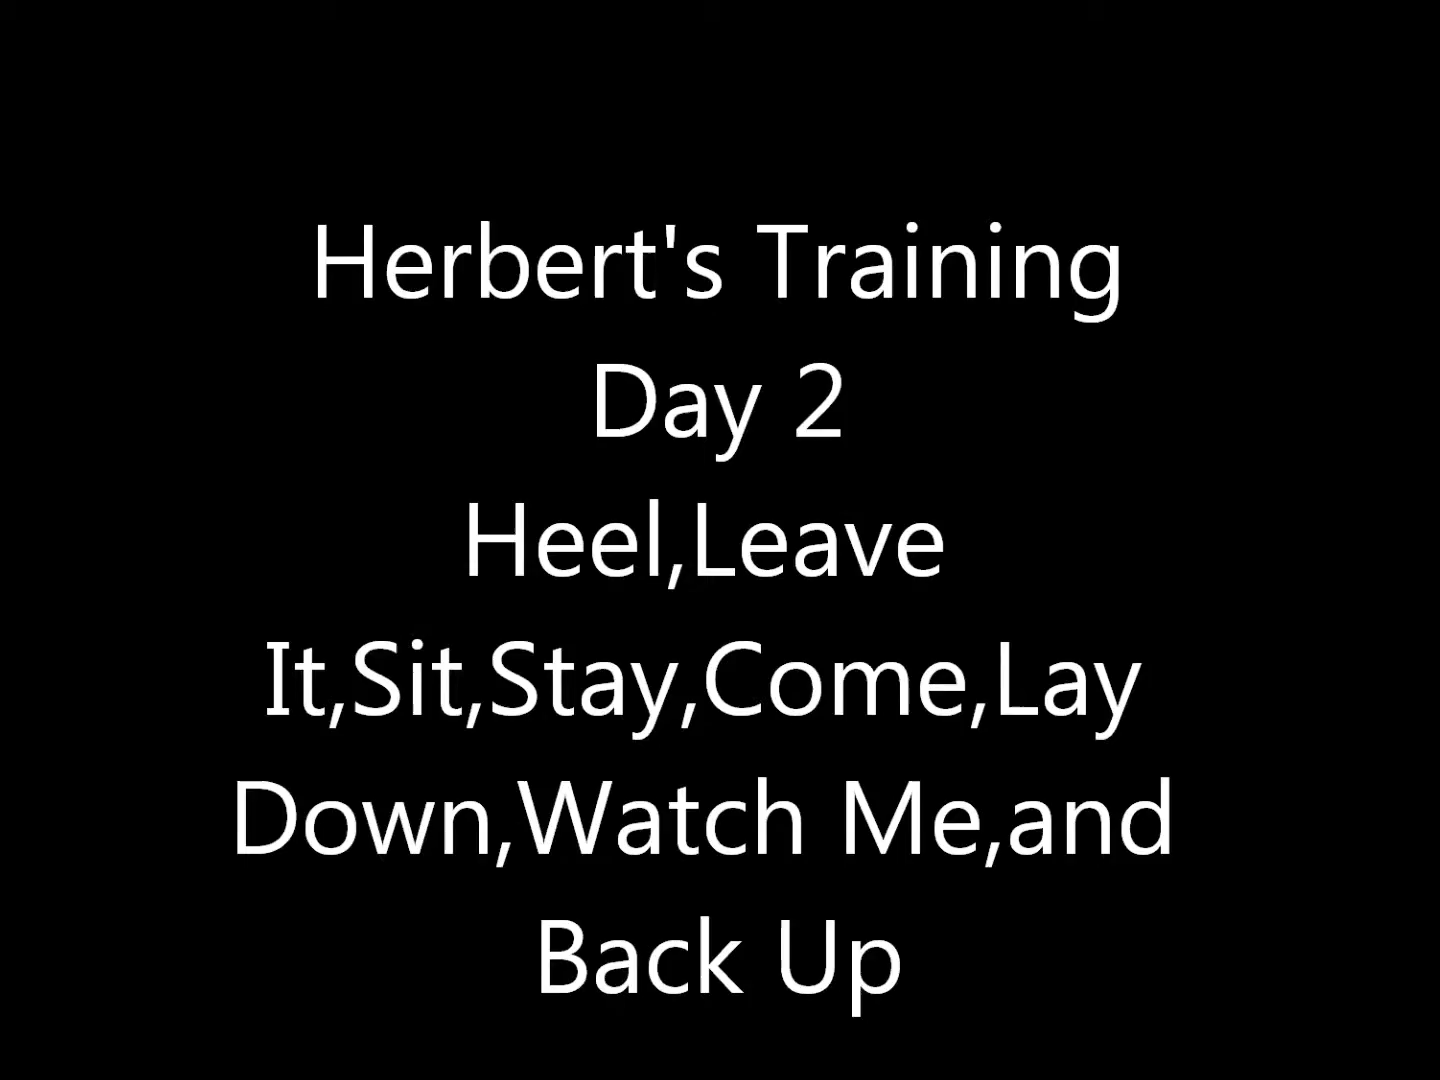 Herbert's Training
Day 2
Heel,Leave
It,Sit,Stay,Come,Lay
Down,Watch Me,and
Back Up